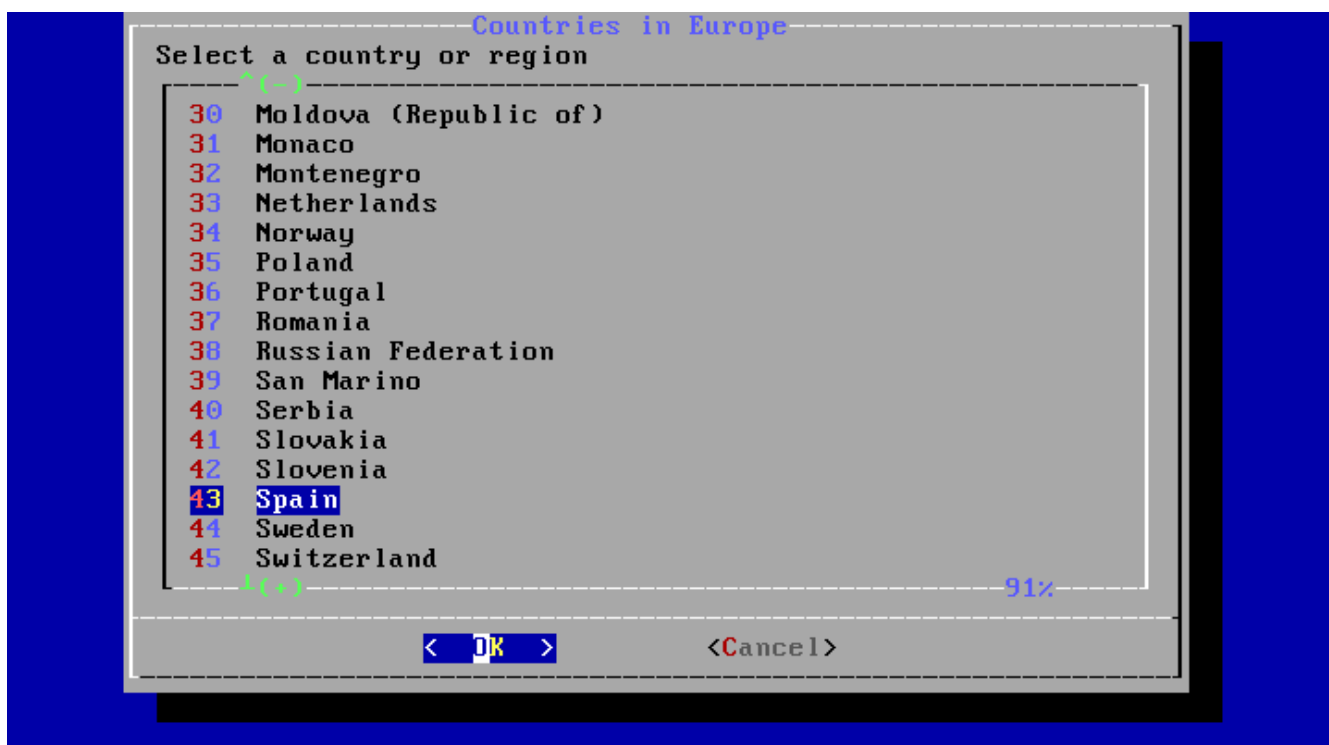 Countries in Europe
Select a country or region
^(-)
30 Moldova (Republic of)
31 Monaco
32 Montenegro
33 Netherlands
34 Norway
35 Poland
36 Portugal
37 Romania
38 Russian Federation
39 San Marino
40 Serbia
41 Slovakia
42 Slovenia
43 Spain
44 Sweden
45 Switzerland
┴(+) 91%
< OK > <Cancel>